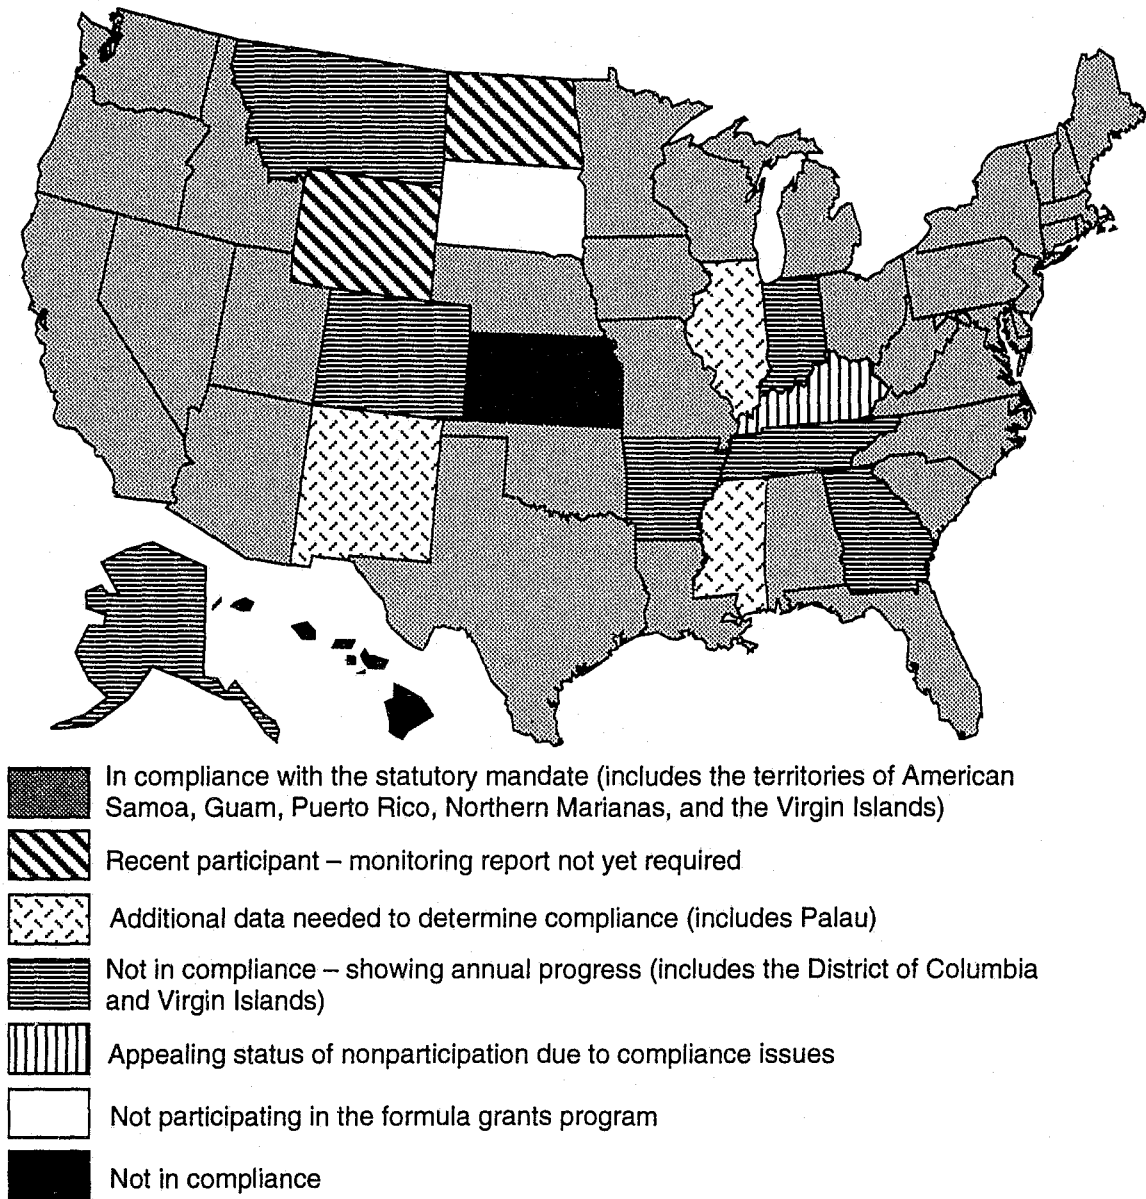 In compliance with the statutory mandate (includes the territories of American
Samoa, Guam, Puerto Rico, Northern Marianas, and the Virgin Islands)
Recent participant – monitoring report not yet required
Additional data needed to determine compliance (includes Palau)
Not in compliance – showing annual progress (includes the District of Columbia
and Virgin Islands)
Appealing status of nonparticipation due to compliance issues
Not participating in the formula grants program
Not in compliance